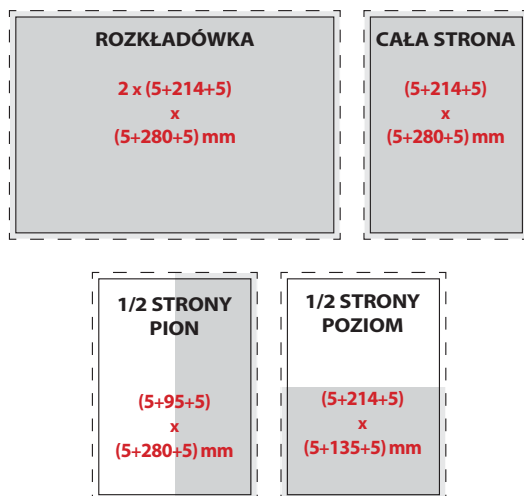 ROZKŁADÓWKA
2 x (5+214+5)
x
(5+280+5) mm
CAŁA STRONA
(5+214+5)
x
(5+280+5) mm
1/2 STRONY
PION
(5+95+5)
x
(5+280+5) mm
1/2 STRONY
POZIOM
(5+214+5)
x
(5+135+5) mm